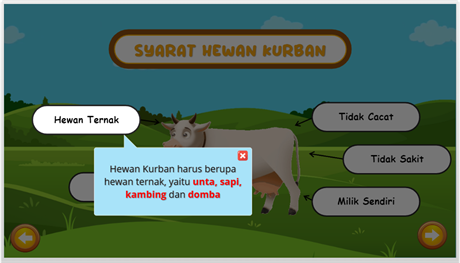 SYARAT HEWAN KURBAN
Hewan Ternak
Tidak Cacat
Tidak Sakit
Milik Sendiri
Hewan Kurban harus berupa
hewan ternak, yaitu unta, sapi,
kambing dan domba